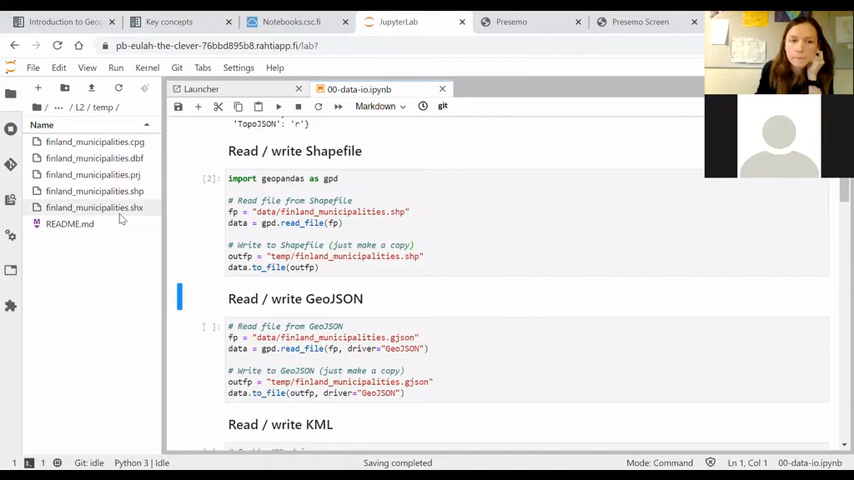 Introduction to Geop
Key concepts
Notebooks.csc.fi
JupyterLab
Presemo
Presemo Screen
pb-eulah-the-clever-76bbd895b8.rahtiapp.fi/lab?
File Edit View Run Kernel Git Tabs Settings Help
Launcher
00-data-io.ipynb
Markdown
git
/ ... / L2 / temp /
Name
finland_municipalities.cpg
finland_municipalities.dbf
finland_municipalities.prj
finland_municipalities.shp
finland_municipalities.shx
README.md
'TopoJSON': 'r'}
Read / write Shapefile
[2]:
import geopandas as gpd
# Read file from Shapefile
fp = "data/finland_municipalities.shp"
data = gpd.read_file(fp)
# Write to Shapefile (just make a copy)
outfp = "temp/finland_municipalities.shp"
data.to_file(outfp)
Read / write GeoJSON
[ ]:
# Read file from GeoJSON
fp = "data/finland_municipalities.gjson"
data = gpd.read_file(fp, driver="GeoJSON")
# Write to GeoJSON (just make a copy)
outfp = "temp/finland_municipalities.gjson"
data.to_file(outfp, driver="GeoJSON")
Read / write KML
1
1
Git: idle
Python 3 | Idle
Saving completed
Mode: Command
Ln 1, Col 1
00-data-io.ipynb